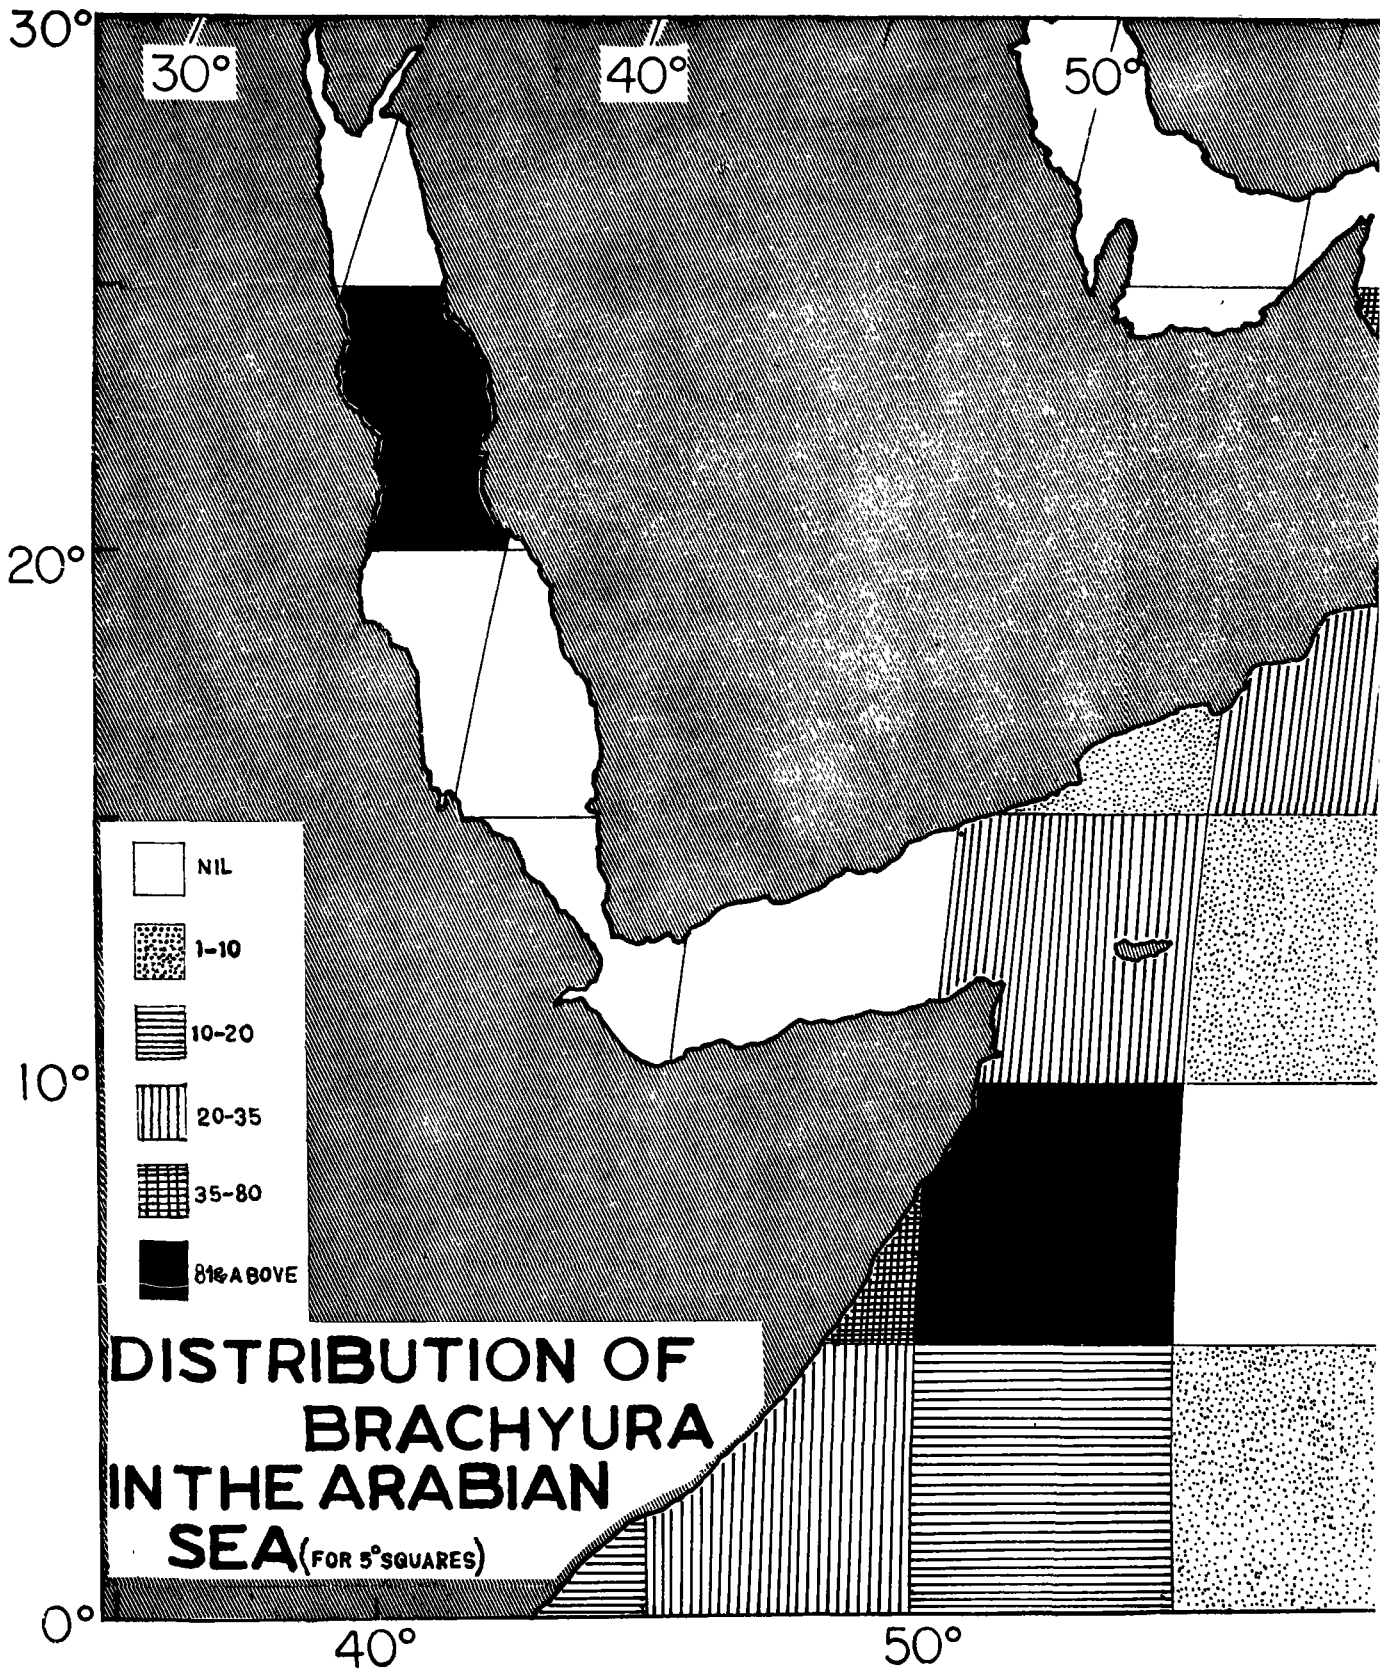 30°
30°
40°
50°
20°
10°
NIL
1-10
10-20
20-35
35-80
81&ABOVE
DISTRIBUTION OF
BRACHYURA
IN THE ARABIAN
SEA (FOR 5° SQUARES)
0°
40°
50°